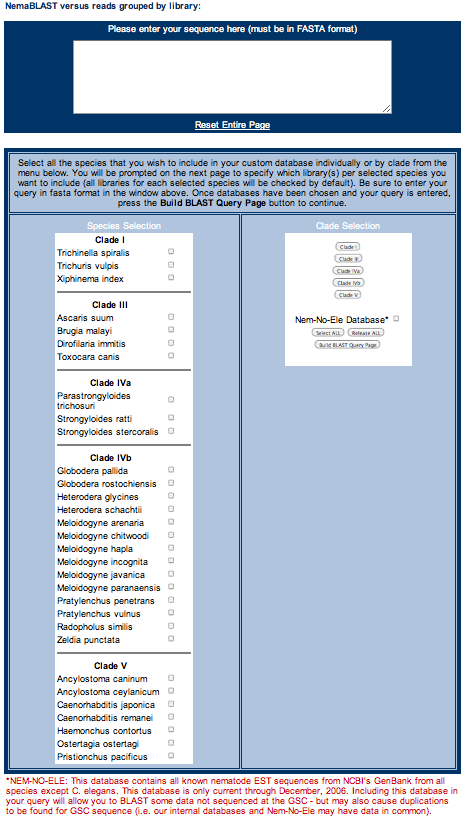 NemaBLAST versus reads grouped by library:
Please enter your sequence here (must be in FASTA format)
Reset Entire Page
Select all the species that you wish to include in your custom database individually or by clade from the
menu below. You will be prompted on the next page to specify which library(s) per selected species you
want to include (all libraries for each selected species will be checked by default). Be sure to enter your
query in fasta format in the window above. Once databases have been chosen and your query is entered,
press the Build BLAST Query Page button to continue.
Species Selection
Clade I
Trichinella spiralis
Trichuris vulpis
Xiphinema index
Clade III
Ascaris suum
Brugia malayi
Dirofilaria immitis
Toxocara canis
Clade IVa
Parastrongyloides
trichosuri
Strongyloides ratti
Strongyloides stercoralis
Clade IVb
Globodera pallida
Globodera rostochiensis
Heterodera glycines
Heterodera schachtii
Meloidogyne arenaria
Meloidogyne chitwoodi
Meloidogyne hapla
Meloidogyne incognita
Meloidogyne javanica
Meloidogyne paranaensis
Pratylenchus penetrans
Pratylenchus vulnus
Radopholus similis
Zeldia punctata
Clade V
Ancylostoma caninum
Ancylostoma ceylanicum
Caenorhabditis japonica
Caenorhabditis remanei
Haemonchus contortus
Ostertagia ostertagi
Pristionchus pacificus
Clade Selection
Clade I
Clade III
Clade IVa
Clade IVb
Clade V
Nem-No-Ele Database*
Select ALL Release ALL
Build BLAST Query Page
*NEM-NO-ELE: This database contains all known nematode EST sequences from NCBI's GenBank from all
species except C. elegans. This database is only current through December, 2006. Including this database in
your query will allow you to BLAST some data not sequenced at the GSC - but may also cause duplications
to be found for GSC sequence (i.e. our internal databases and Nem-No-Ele may have data in common).